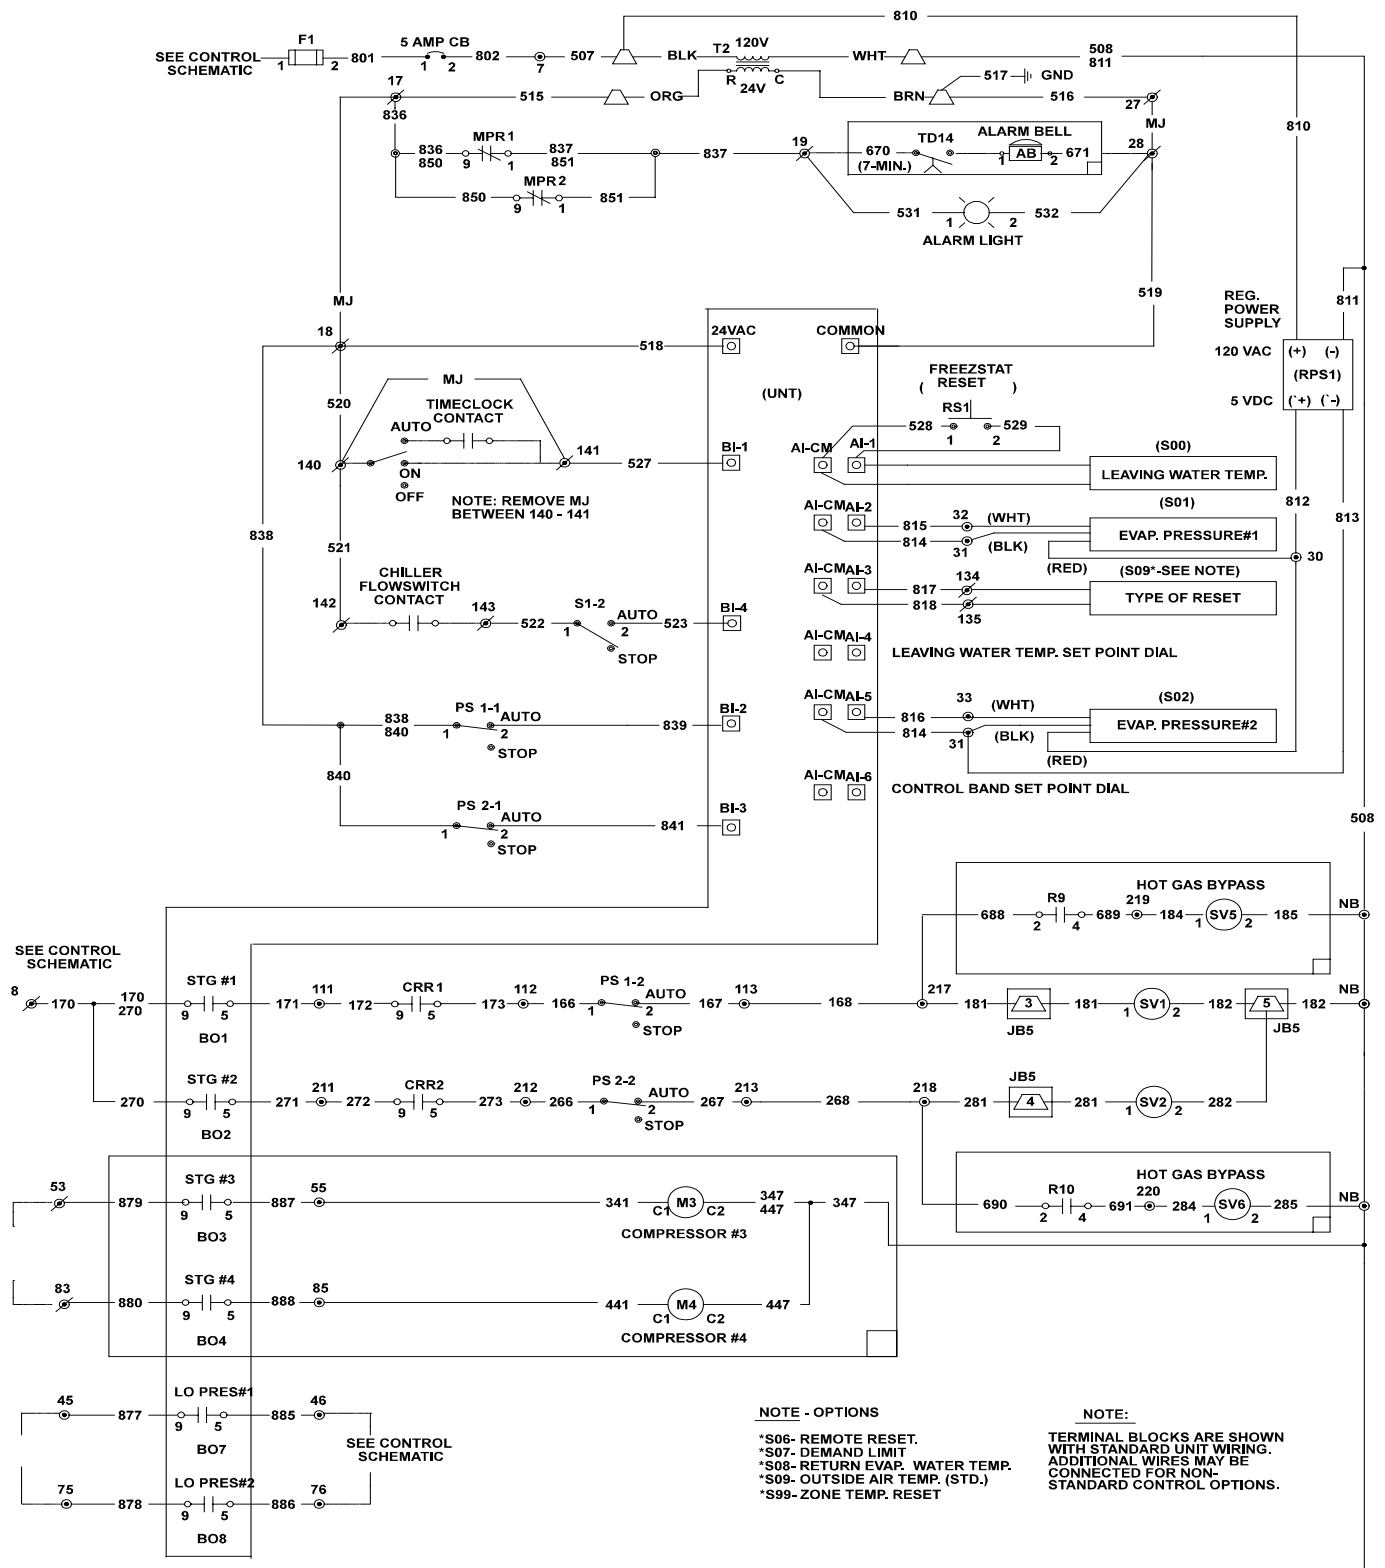 810
F1
5 AMP CB
SEE CONTROL
SCHEMATIC
1
2
801
1 2
802
7
507
BLK
T2
120V
WHT
508
811
R
C
24V
517
GND
17
515
ORG
BRN
516
27
836
MJ
810
836
850
MPR1
9
1
837
851
837
19
670
(7-MIN.)
TD14
ALARM BELL
1
AB
2
671
28
850
MPR2
9
1
851
531
1
2
532
ALARM LIGHT
MJ
519
REG.
POWER
SUPPLY
811
18
518
24VAC
COMMON
120 VAC
(+) (-)
(RPS1)
5 VDC
(`+) (`-)
FREEZSTAT
( RESET )
(UNT)
MJ
520
TIMECLOCK
CONTACT
AUTO
RS1
528
1
2
529
140
ON
OFF
141
527
BI-1
AI-CM
AI-1
(S00)
LEAVING WATER TEMP.
NOTE: REMOVE MJ
BETWEEN 140 - 141
(S01)
812
813
AI-CM AI-2
815
32
(WHT)
EVAP. PRESSURE#1
814
31
(BLK)
(RED)
30
838
521
CHILLER
FLOWSWITCH
CONTACT
(S09*-SEE NOTE)
AI-CM AI-3
817
134
TYPE OF RESET
818
135
142
143
522
S1-2
1
AUTO
2
STOP
523
BI-4
AI-CM AI-4
LEAVING WATER TEMP. SET POINT DIAL
838
840
PS 1-1
1
AUTO
2
STOP
839
BI-2
AI-CM AI-5
816
33
(WHT)
(S02)
EVAP. PRESSURE#2
814
31
(BLK)
(RED)
840
AI-CM AI-6
CONTROL BAND SET POINT DIAL
PS 2-1
1
AUTO
2
STOP
841
BI-3
508
HOT GAS BYPASS
688
R9
2
4
689
219
184
1
SV5
2
185
NB
SEE CONTROL
SCHEMATIC
8
170
170
270
STG #1
9
5
BO1
171
111
172
CRR1
9
5
173
112
166
PS 1-2
1
AUTO
2
STOP
167
113
168
217
181
3
JB5
181
1
SV1
2
182
5
JB5
182
NB
270
STG #2
9
5
BO2
271
211
272
CRR2
9
5
273
212
266
PS 2-2
1
AUTO
2
STOP
267
213
268
218
281
JB5
4
281
1
SV2
2
282
53
879
STG #3
9
5
BO3
887
55
341
C1
M3
C2
347
447
347
COMPRESSOR #3
HOT GAS BYPASS
690
R10
2
4
691
220
284
1
SV6
2
285
NB
83
880
STG #4
9
5
BO4
888
85
441
C1
M4
C2
447
COMPRESSOR #4
45
877
LO PRES#1
9
5
BO7
885
46
SEE CONTROL
SCHEMATIC
75
878
LO PRES#2
9
5
BO8
886
76
NOTE - OPTIONS
*S06- REMOTE RESET.
*S07- DEMAND LIMIT
*S08- RETURN EVAP. WATER TEMP.
*S09- OUTSIDE AIR TEMP. (STD.)
*S99- ZONE TEMP. RESET
NOTE:
TERMINAL BLOCKS ARE SHOWN
WITH STANDARD UNIT WIRING.
ADDITIONAL WIRES MAY BE
CONNECTED FOR NON-
STANDARD CONTROL OPTIONS.